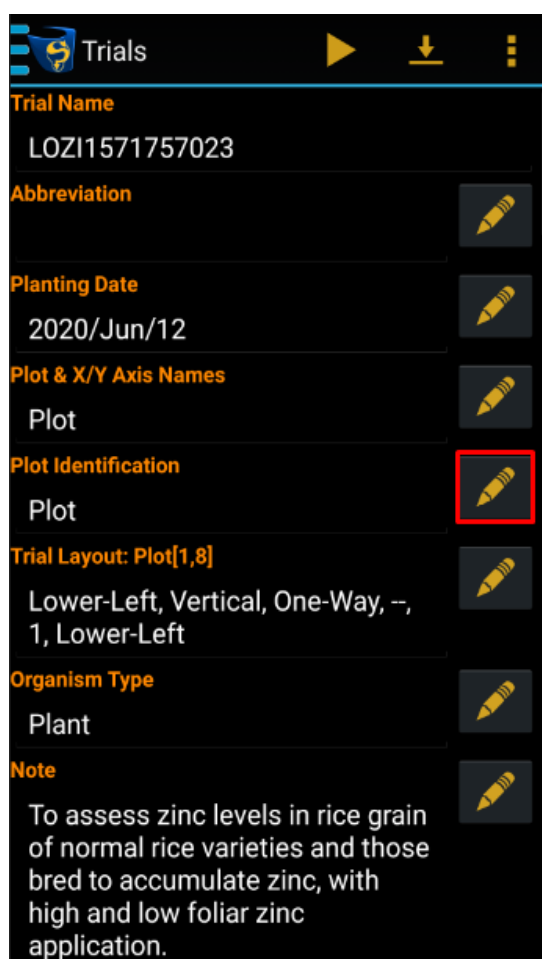 Trials
Trial Name
LOZI1571757023
Abbreviation
Planting Date
2020/Jun/12
Plot & X/Y Axis Names
Plot
Plot Identification
Plot
Trial Layout: Plot[1,8]
Lower-Left, Vertical, One-Way, --,
1, Lower-Left
Organism Type
Plant
Note
To assess zinc levels in rice grain
of normal rice varieties and those
bred to accumulate zinc, with
high and low foliar zinc
application.